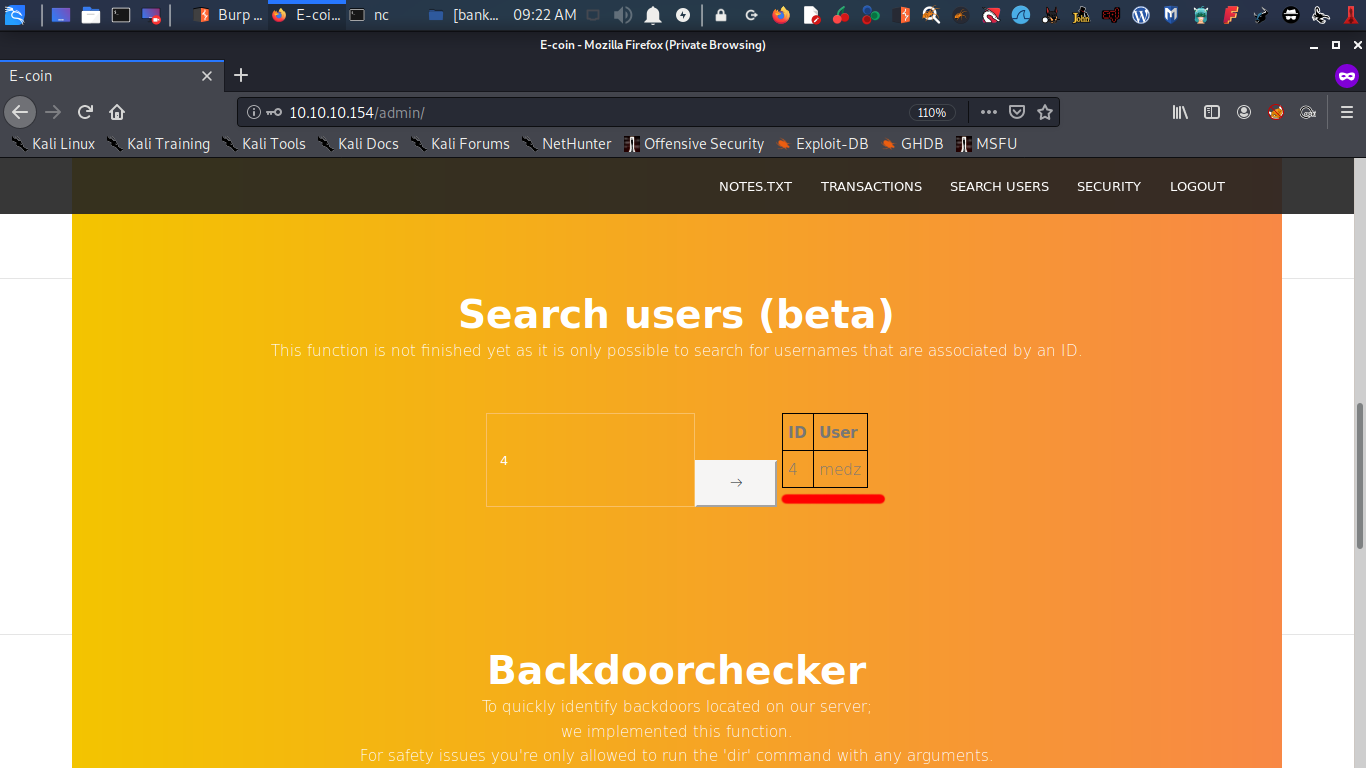 Burp ... E-coi... nc [bank... 09:22 AM
E-coin - Mozilla Firefox (Private Browsing)
E-coin
10.10.10.154/admin/ 110%
Kali Linux Kali Training Kali Tools Kali Docs Kali Forums NetHunter Offensive Security Exploit-DB GHDB MSFU
NOTES.TXT TRANSACTIONS SEARCH USERS SECURITY LOGOUT
Search users (beta)
This function is not finished yet as it is only possible to search for usernames that are associated by an ID.
ID User
4 → 4 medz
Backdoorchecker
To quickly identify backdoors located on our server;
we implemented this function.
For safety issues you're only allowed to run the 'dir' command with any arguments.